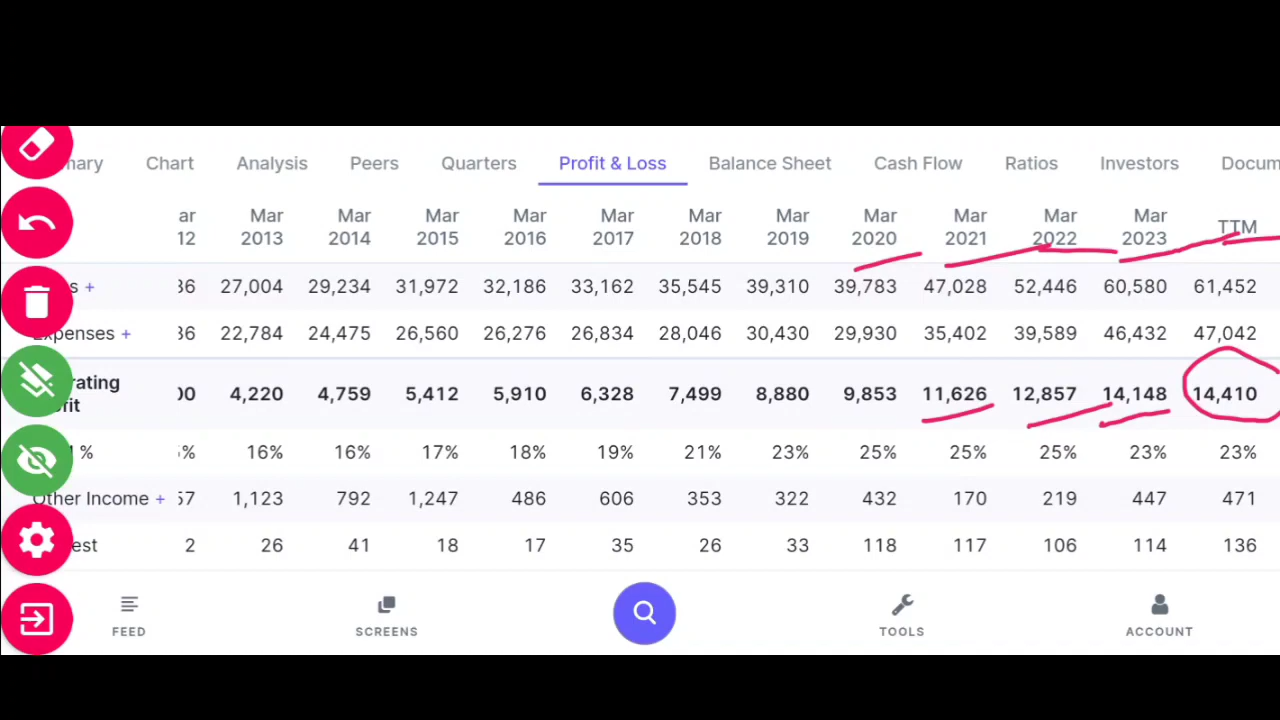 mary Chart Analysis Peers Quarters Profit & Loss Balance Sheet Cash Flow Ratios Investors Docum
ar Mar Mar Mar Mar Mar Mar Mar Mar Mar Mar Mar TTM
12 2013 2014 2015 2016 2017 2018 2019 2020 2021 2022 2023
s + 36 27,004 29,234 31,972 32,186 33,162 35,545 39,310 39,783 47,028 52,446 60,580 61,452
Expenses + 36 22,784 24,475 26,560 26,276 26,834 28,046 30,430 29,930 35,402 39,589 46,432 47,042
rating
fit 00 4,220 4,759 5,412 5,910 6,328 7,499 8,880 9,853 11,626 12,857 14,148 14,410
% % 16% 16% 17% 18% 19% 21% 23% 25% 25% 25% 23% 23%
Other Income + 57 1,123 792 1,247 486 606 353 322 432 170 219 447 471
est 2 26 41 18 17 35 26 33 118 117 106 114 136
FEED SCREENS TOOLS ACCOUNT